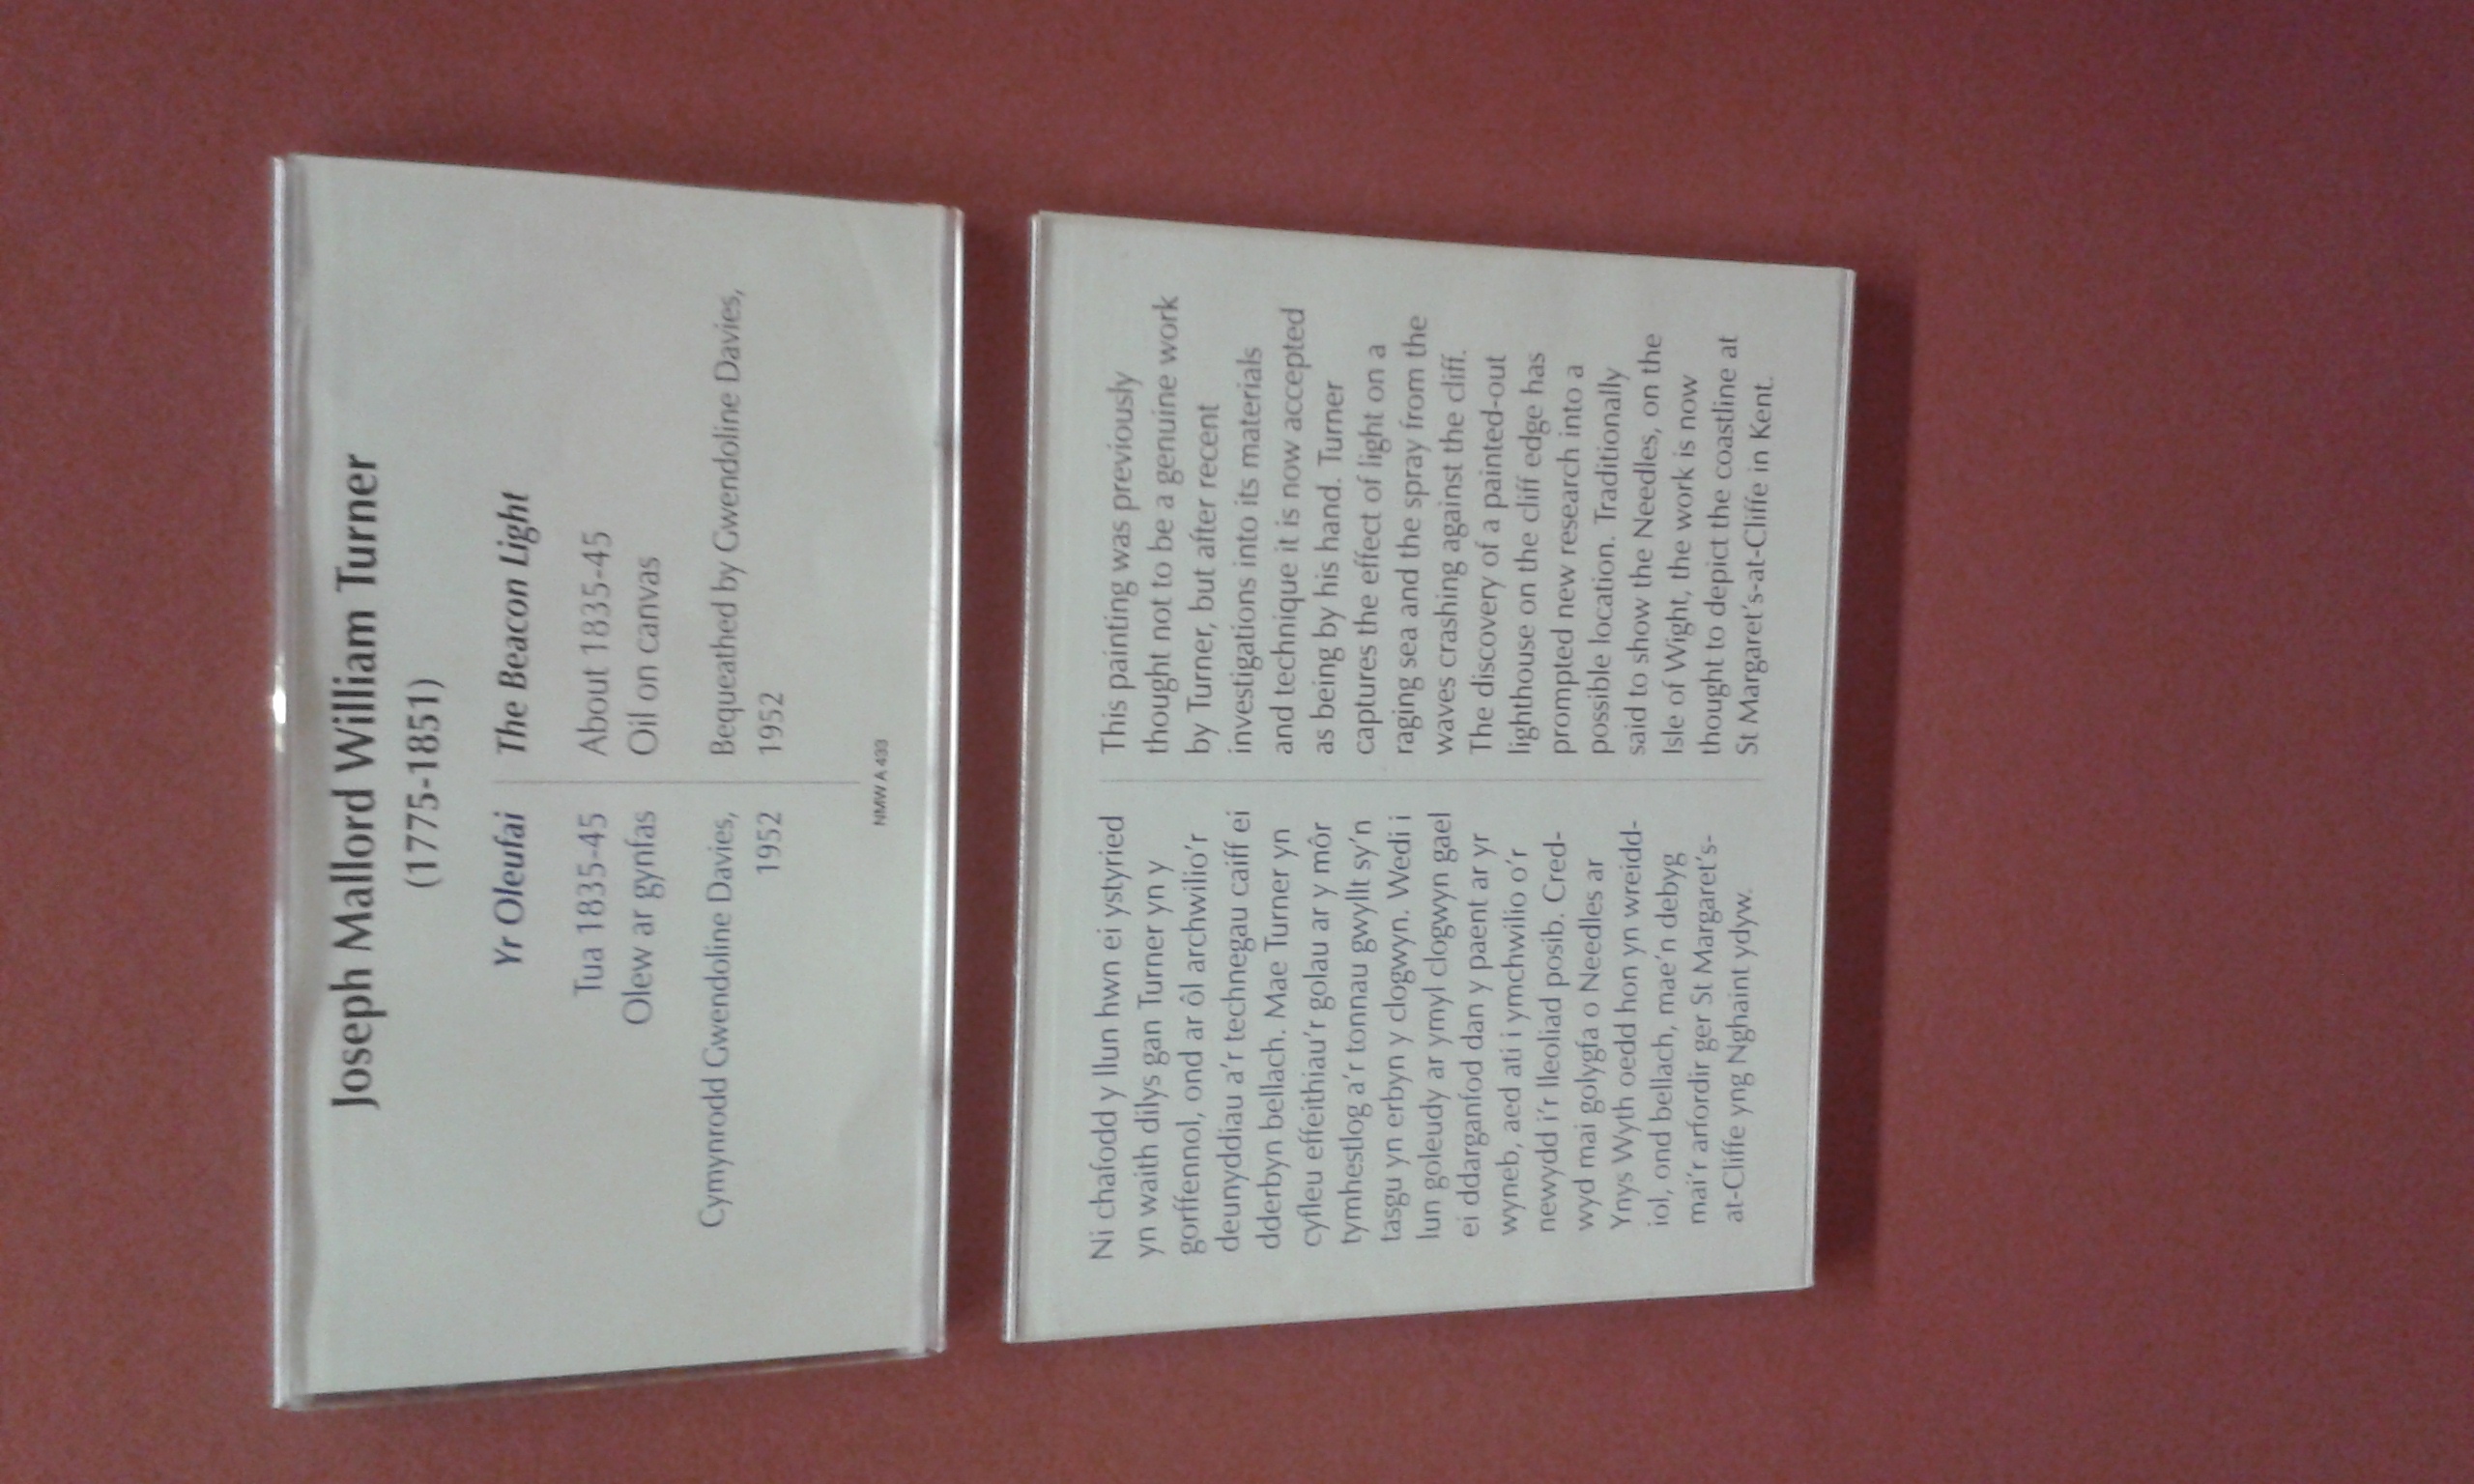 Joseph Mallord William Turner
(1775-1851)
Yr Oleufai
Tua 1835-45
Olew ar gynfas
Cymynrodd Gwendoline Davies,
1952
The Beacon Light
About 1835-45
Oil on canvas
Bequeathed by Gwendoline Davies,
1952
NMW A 433
Ni chafodd y llun hwn ei ystyried
yn waith dilys gan Turner yn y
gorffennol, ond ar ôl archwilio'r
deunyddiau a'r technegau caiff ei
dderbyn bellach. Mae Turner yn
cyfleu effeithiau'r golau ar y môr
tymhestlog a'r tonnau gwyllt sy'n
tasgu yn erbyn y clogwyn. Wedi i
lun goleudy ar ymyl clogwyn gael
ei ddarganfod dan y paent ar yr
wyneb, aed ati i ymchwilio o'r
newydd i'r lleoliad posib. Cred-
wyd mai golygfa o Needles ar
Ynys Wyth oedd hon yn wreidd-
iol, ond bellach, mae'n debyg
mai'r arfordir ger St Margaret's-
at-Cliffe yng Nghaint ydyw.
This painting was previously
thought not to be a genuine work
by Turner, but after recent
investigations into its materials
and technique it is now accepted
as being by his hand. Turner
captures the effect of light on a
raging sea and the spray from the
waves crashing against the cliff.
The discovery of a painted-out
lighthouse on the cliff edge has
prompted new research into a
possible location. Traditionally
said to show the Needles, on the
Isle of Wight, the work is now
thought to depict the coastline at
St Margaret's-at-Cliffe in Kent.